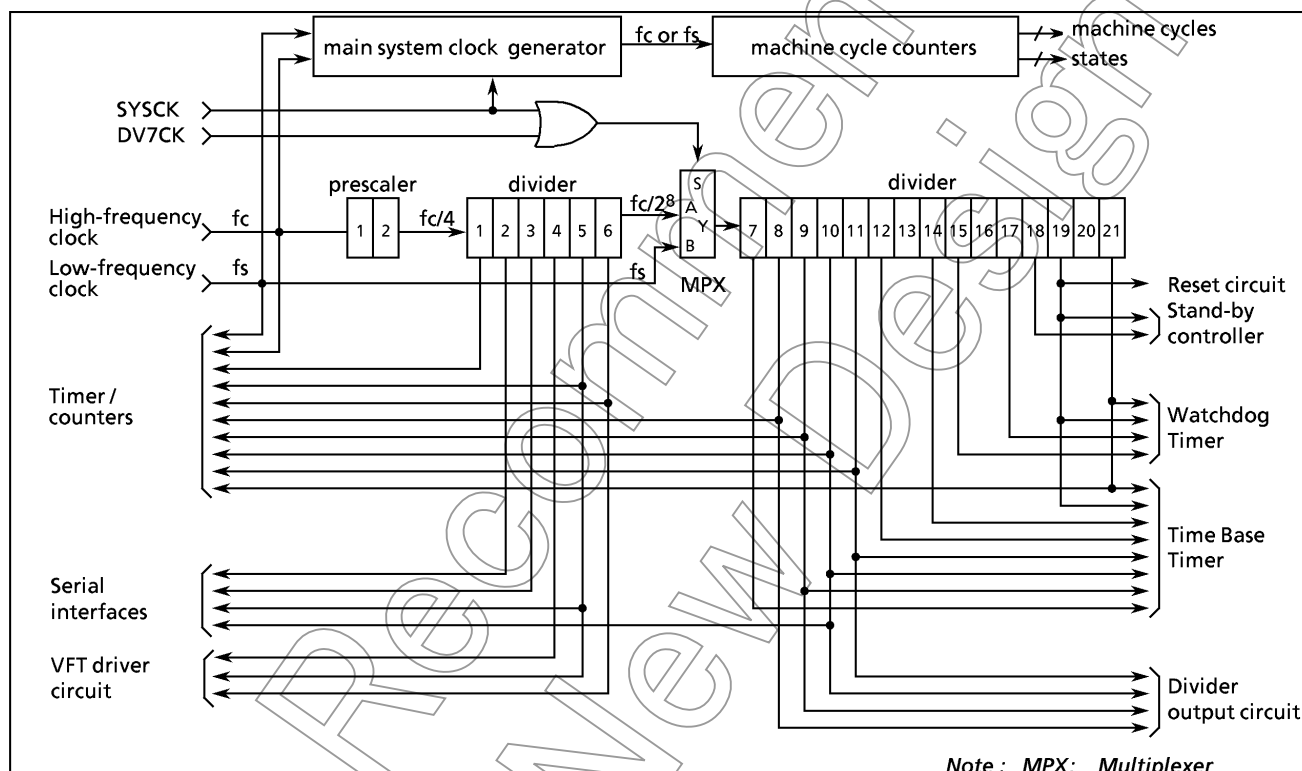 main system clock generator
fc or fs
machine cycle counters
machine cycles
states
SYSCK
DV7CK
prescaler
divider
divider
High-frequency
clock
fc
1 2
fc/4
1 2 3 4 5 6
fc/2⁸
S
A
Y
B
MPX
7 8 9 10 11 12 13 14 15 16 17 18 19 20 21
Low-frequency
clock
fs
fs
Reset circuit
Stand-by
controller
Timer /
counters
Watchdog
Timer
Time Base
Timer
Serial
interfaces
VFT driver
circuit
Divider
output circuit
Note : MPX: Multiplexer
Recommen
New Design